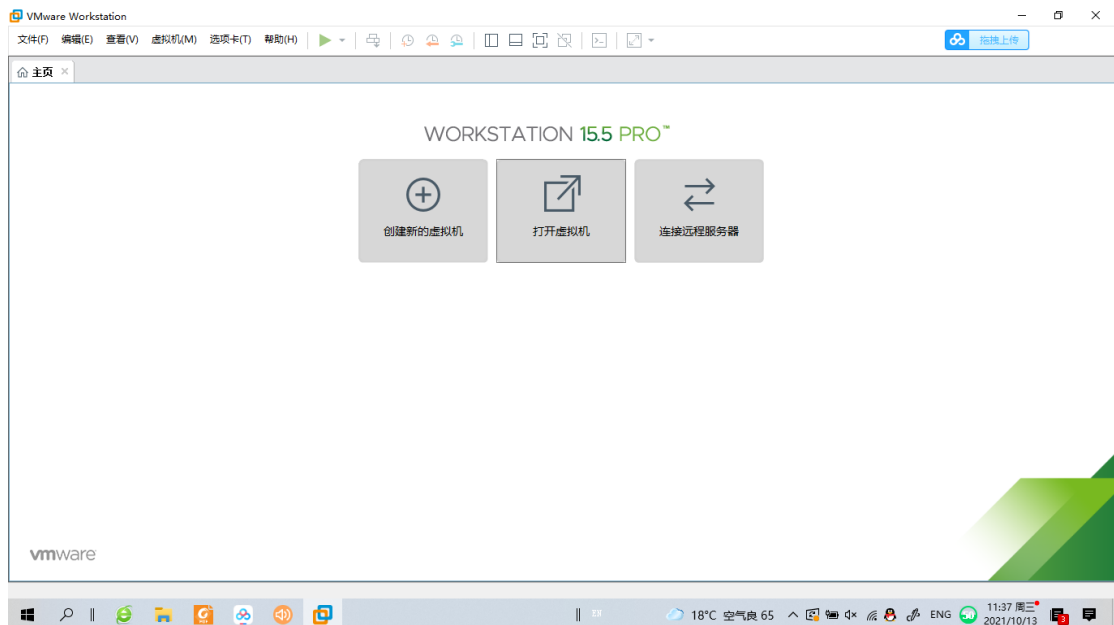 VMware Workstation
文件(F) 编辑(E) 查看(V) 虚拟机(M) 选项卡(T) 帮助(H)
拖拽上传
主页
WORKSTATION 15.5 PRO™
创建新的虚拟机 打开虚拟机 连接远程服务器
vmware
18°C 空气良 65 ENG 50 11:37 周三
2021/10/13 3